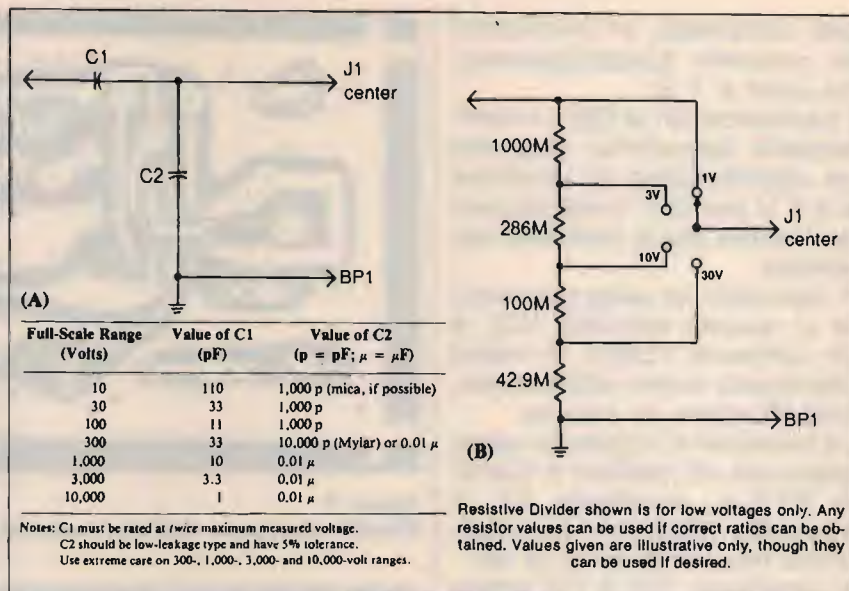 C1
J1
center
C2
BP1
(A)
Full-Scale Range Value of C1 Value of C2
(Volts) (pF) (p = pF; μ = μF)
10 110 1,000 p (mica, if possible)
30 33 1,000 p
100 11 1,000 p
300 33 10,000 p (Mylar) or 0.01 μ
1,000 10 0.01 μ
3,000 3.3 0.01 μ
10,000 1 0.01 μ
Notes: C1 must be rated at twice maximum measured voltage.
C2 should be low-leakage type and have 5% tolerance.
Use extreme care on 300-, 1,000-, 3,000- and 10,000-volt ranges.
1000M
1V
3V
J1
center
286M
10V
30V
100M
42.9M
BP1
(B)
Resistive Divider shown is for low voltages only. Any
resistor values can be used if correct ratios can be ob-
tained. Values given are illustrative only, though they
can be used if desired.